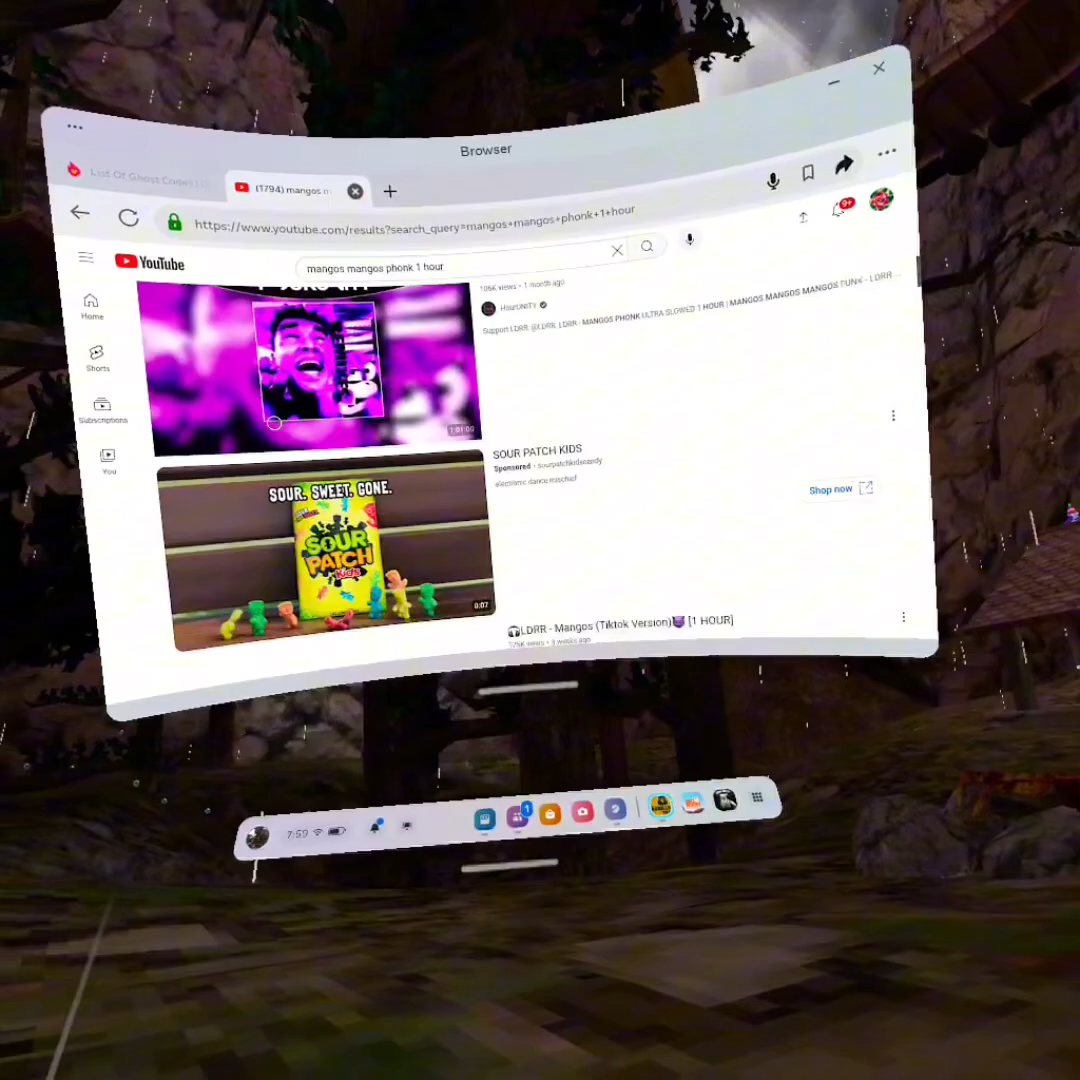 Browser
List Of Ghost Codes
(1794) mangos
https://www.youtube.com/results?search_query=mangos+mangos+phonk+1+hour
9+
YouTube
mangos mangos phonk 1 hour
Home
Shorts
Subscriptions
You
106K views • 1 month ago
HourUNITY
Support LDRR: @LDRR, LDRR - MANGOS PHONK ULTRA SLOWED 1 HOUR | MANGOS MANGOS MANGOS FUNK - LDRR ...
1:01:00
SOUR PATCH KIDS
Sponsored • sourpatchkidscandy
electronic dance mischief
Shop now
SOUR. SWEET. GONE.
SOUR
PATCH
Kids
0:07
🎧LDRR - Mangos (Tiktok Version)😈 [1 HOUR]
7:59
1